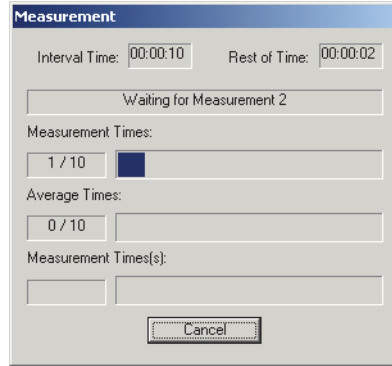 Measurement
Interval Time: 00:00:10 Rest of Time: 00:00:02
Waiting for Measurement 2
Measurement Times:
1 / 10
Average Times:
0 / 10
Measurement Times(s):
Cancel